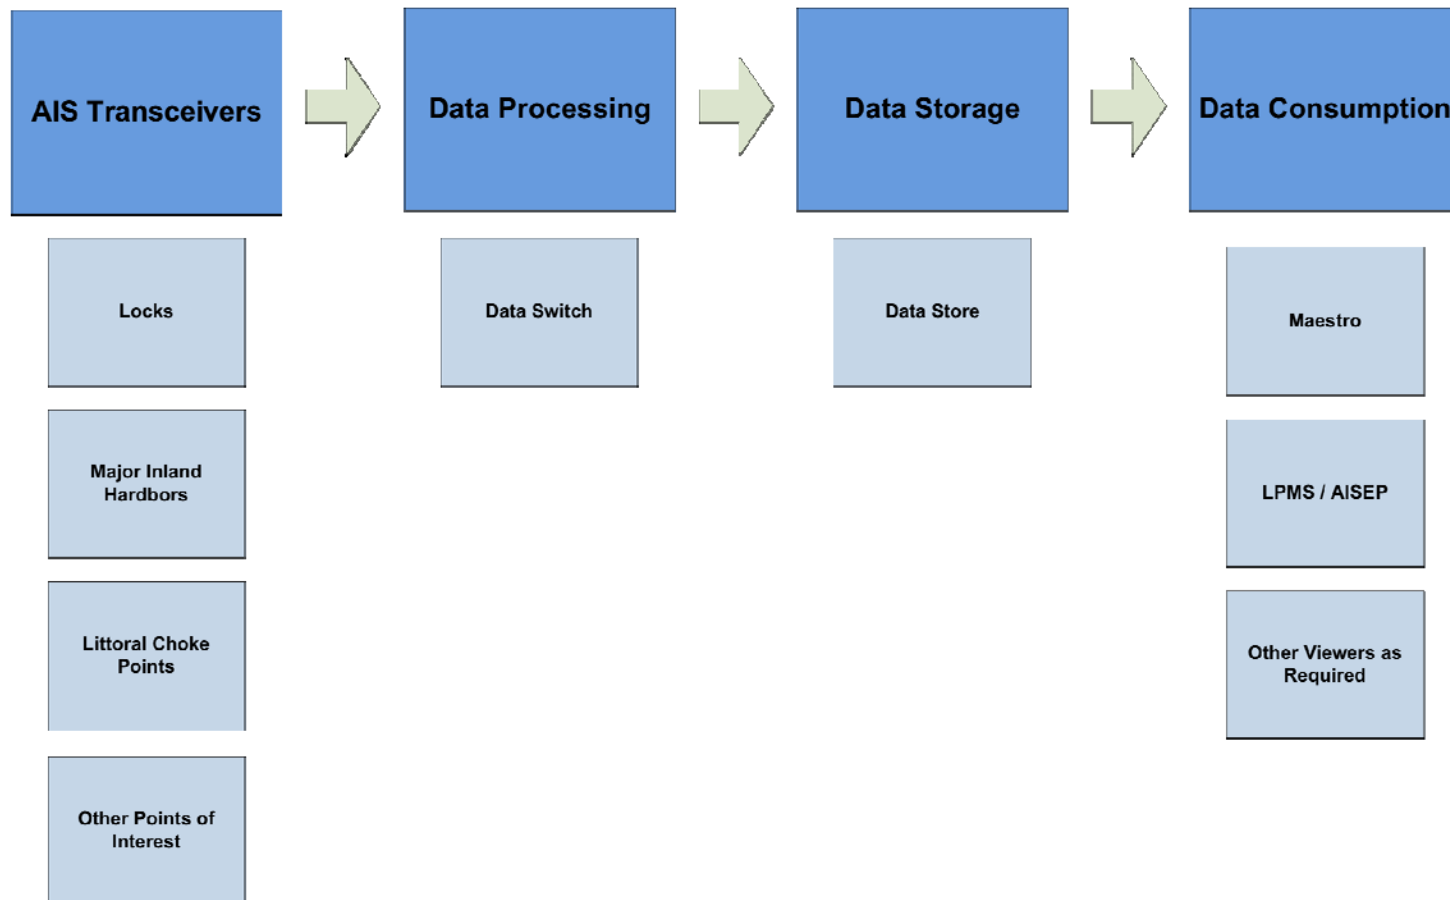 AIS Transceivers
Data Processing
Data Storage
Data Consumption
Locks
Data Switch
Data Store
Maestro
Major Inland
Hardbors
LPMS / AISEP
Littoral Choke
Points
Other Viewers as
Required
Other Points of
Interest